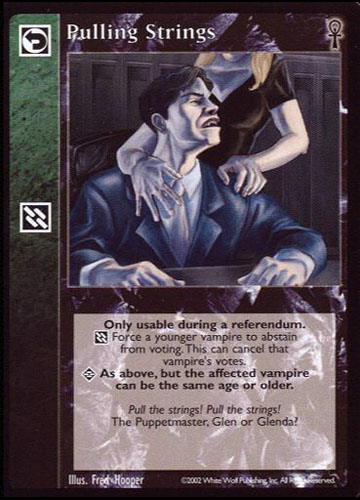 Pulling Strings
Only usable during a referendum.
Force a younger vampire to abstain
from voting. This can cancel that
vampire's votes.
As above, but the affected vampire
can be the same age or older.
Pull the strings! Pull the strings!
The Puppetmaster, Glen or Glenda?
Illus. Fred Hooper
©2002 White Wolf Publishing, Inc. All Rights Reserved.